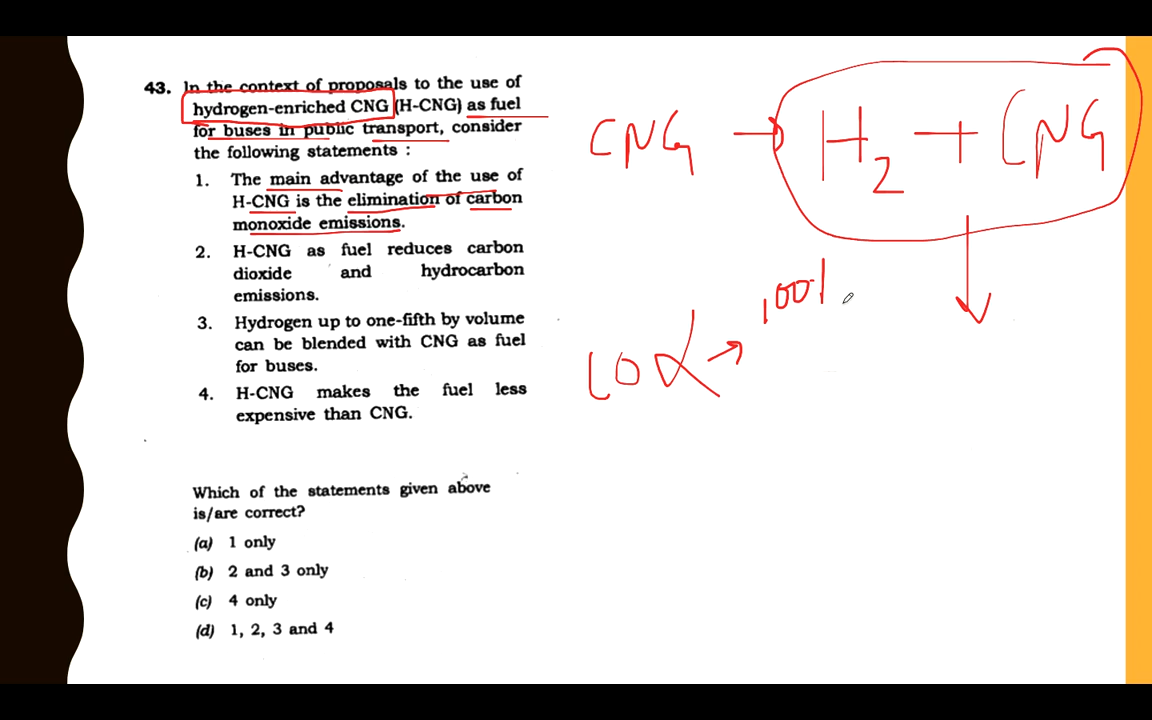 43. In the context of proposals to the use of
hydrogen-enriched CNG (H-CNG) as fuel
for buses in public transport, consider
the following statements :
1. The main advantage of the use of
H-CNG is the elimination of carbon
monoxide emissions.
2. H-CNG as fuel reduces carbon
dioxide and hydrocarbon
emissions.
3. Hydrogen up to one-fifth by volume
can be blended with CNG as fuel
for buses.
4. H-CNG makes the fuel less
expensive than CNG.
Which of the statements given above
is/are correct?
(a) 1 only
(b) 2 and 3 only
(c) 4 only
(d) 1, 2, 3 and 4
CNG → H2 + CNG
100%